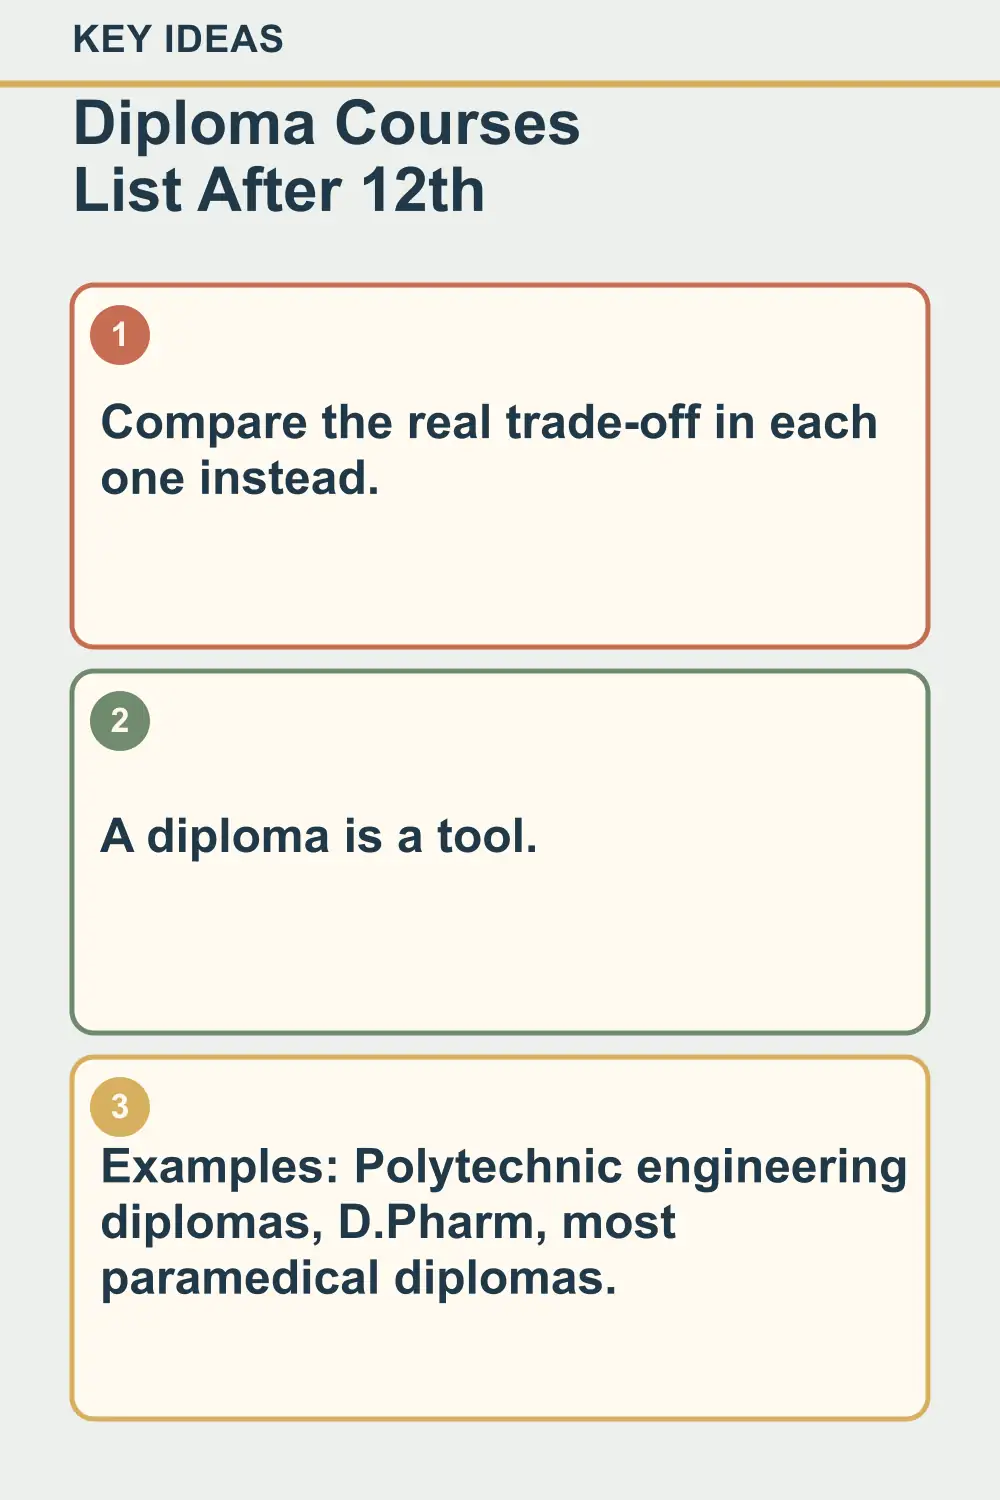 KEY IDEAS
Diploma Courses
List After 12th
1
Compare the real trade-off in each
one instead.
2
A diploma is a tool.
3
Examples: Polytechnic engineering
diplomas, D.Pharm, most
paramedical diplomas.